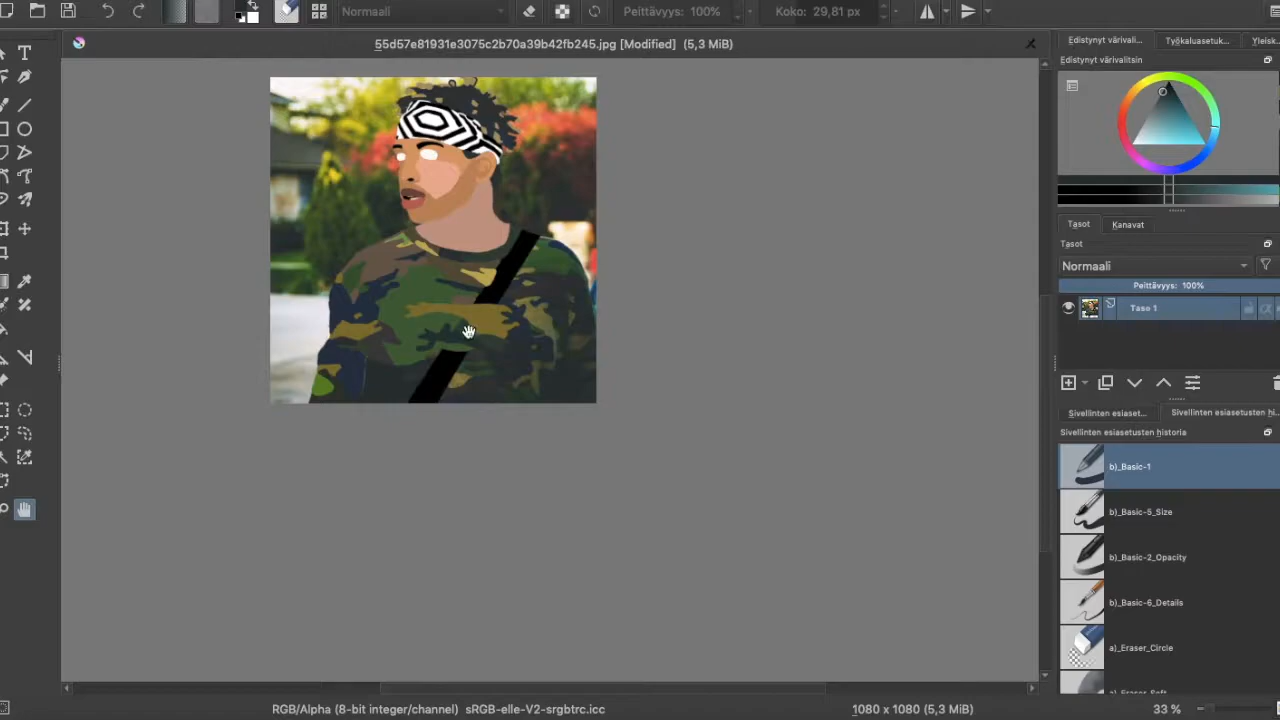 Normaali
Peittävyys: 100%
Koko: 29,81 px
55d57e81931e3075c2b70a39b42fb245.jpg [Modified] (5,3 MiB)
Edistynyt värivali...
Työkaluasetuk...
Yleisk
Edistynyt värivalitsin
Tasot
Kanavat
Tasot
Normaali
Peittävyys: 100%
Taso 1
Sivellinten esiaset...
Sivellinten esiasetusten hi...
Sivellinten esiasetusten historia
b)_Basic-1
b)_Basic-5_Size
b)_Basic-2_Opacity
b)_Basic-6_Details
a)_Eraser_Circle
a)_Eraser_Soft
RGB/Alpha (8-bit integer/channel) sRGB-elle-V2-srgbtrc.icc
1080 x 1080 (5,3 MiB)
33 %